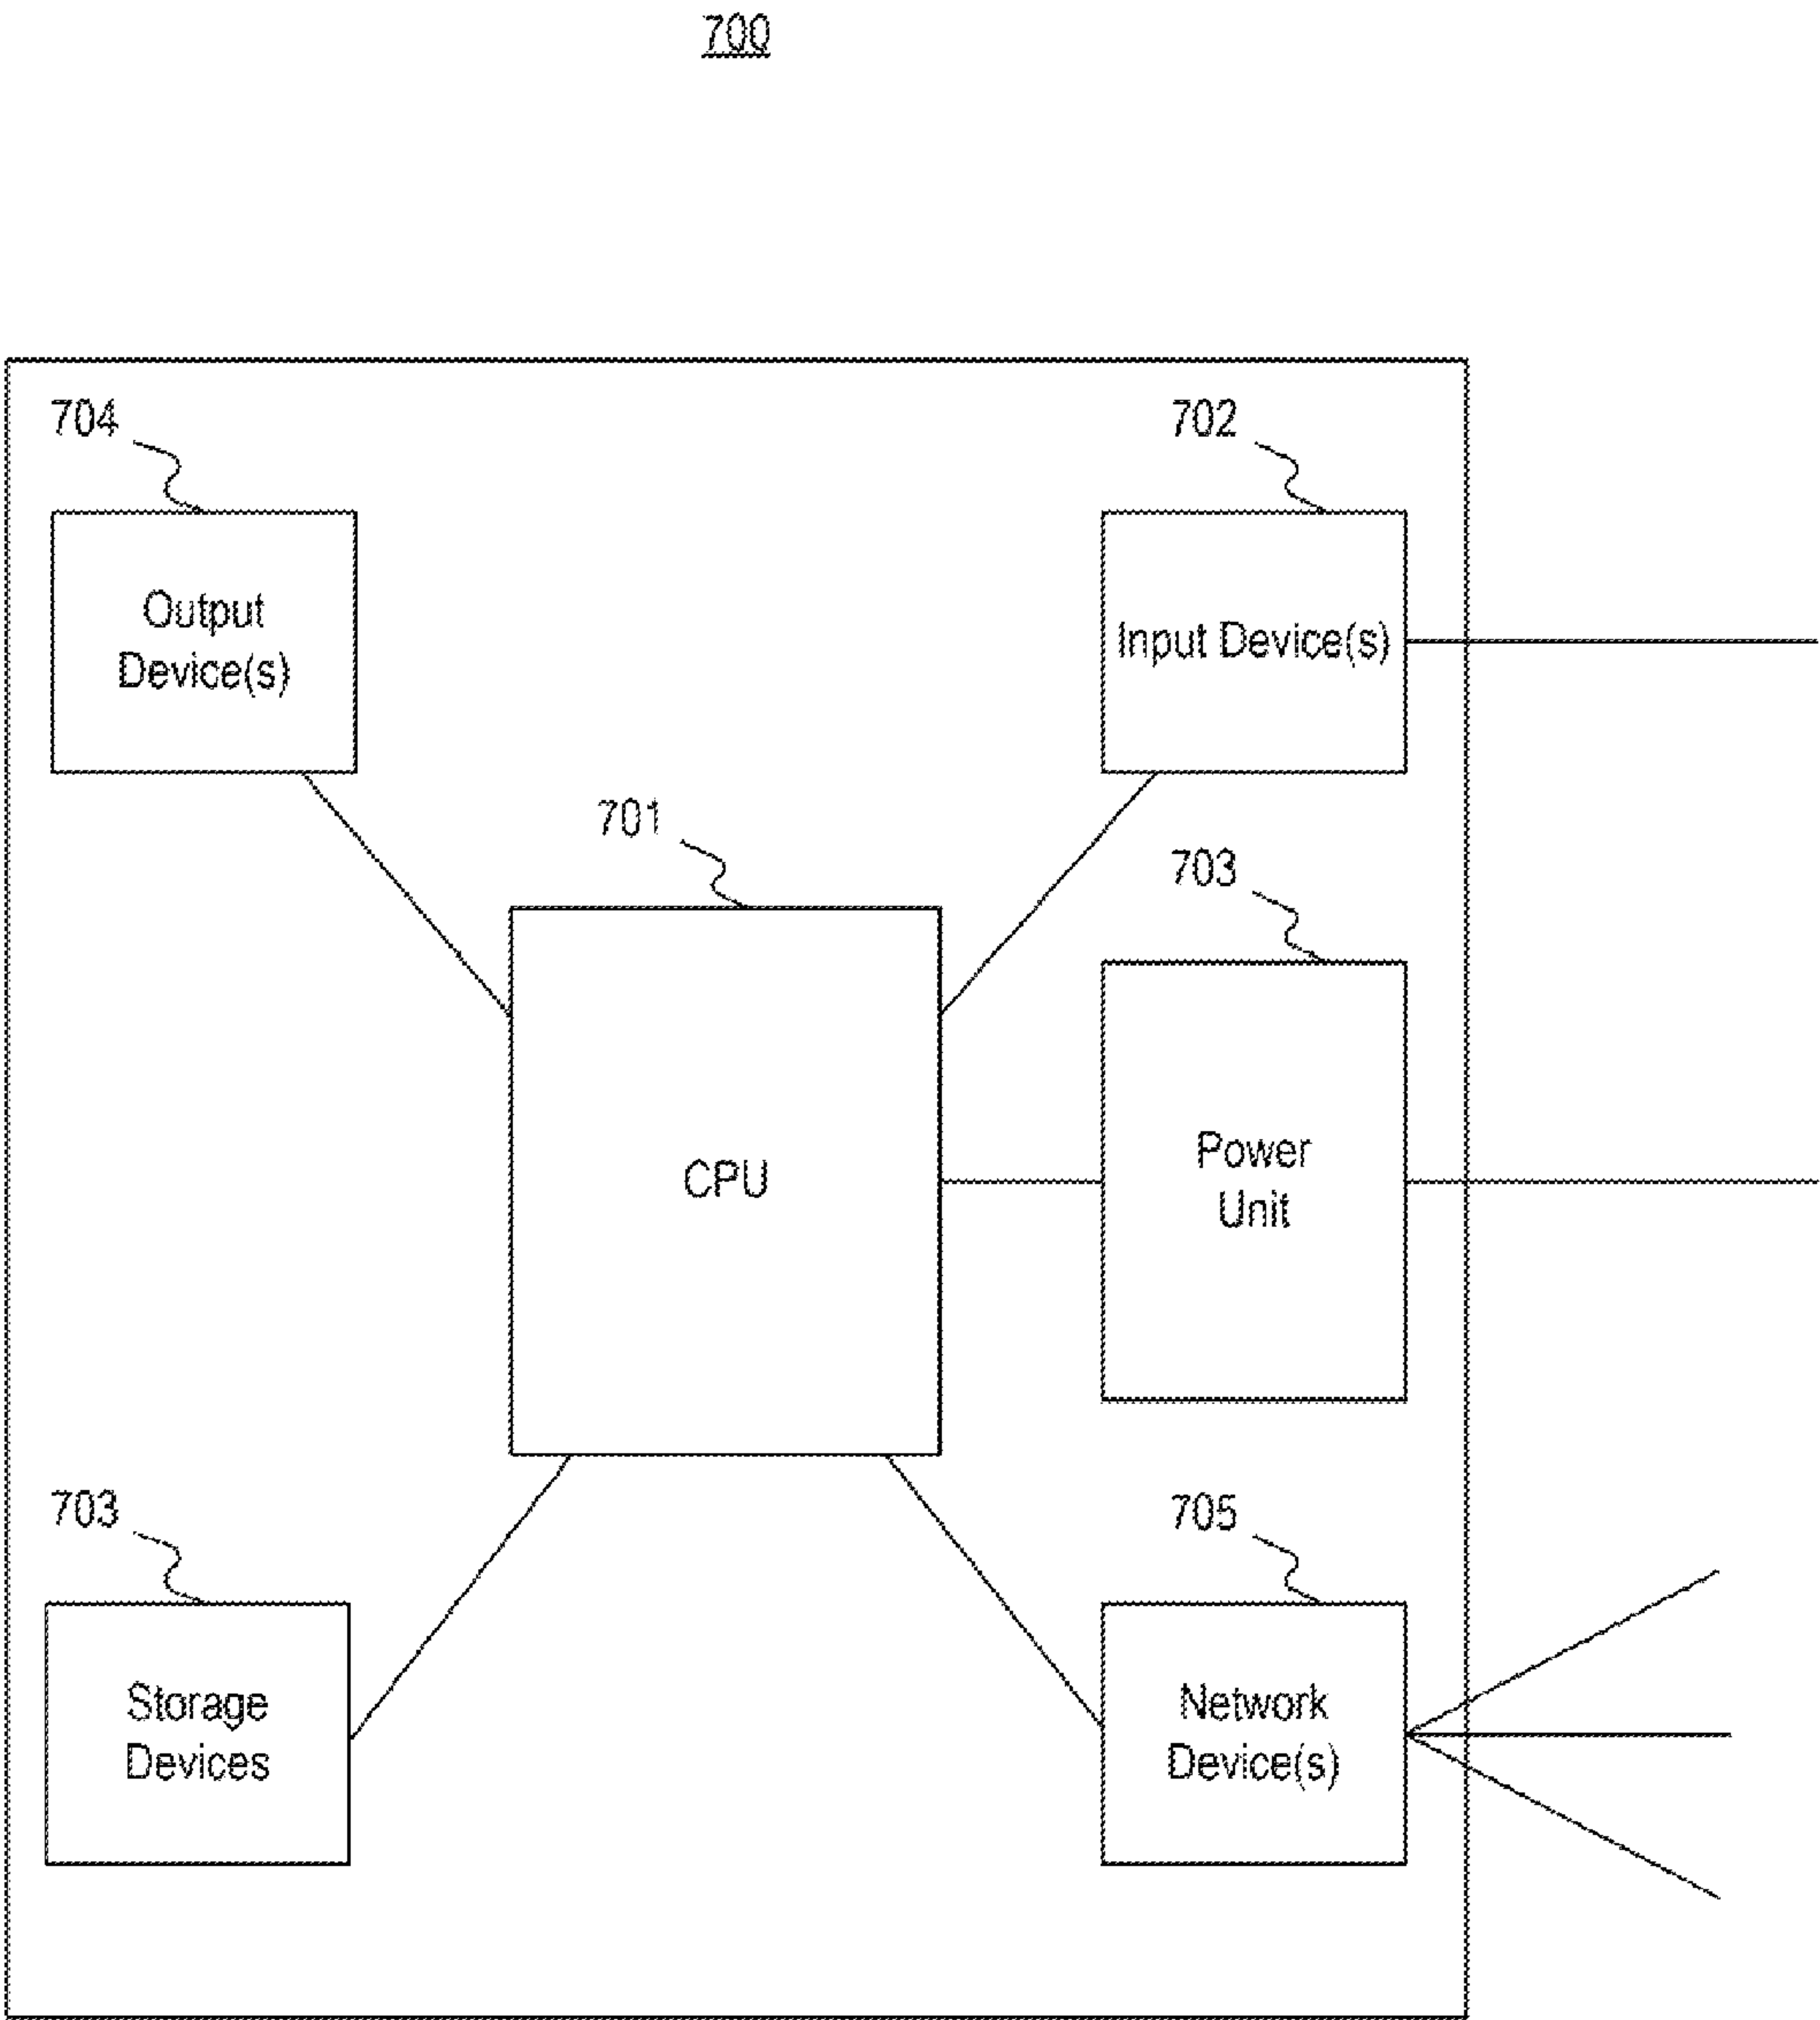 700
704
702
Output
Device(s)
Input Device(s)
701
703
CPU
Power
Unit
703
705
Storage
Devices
Network
Device(s)